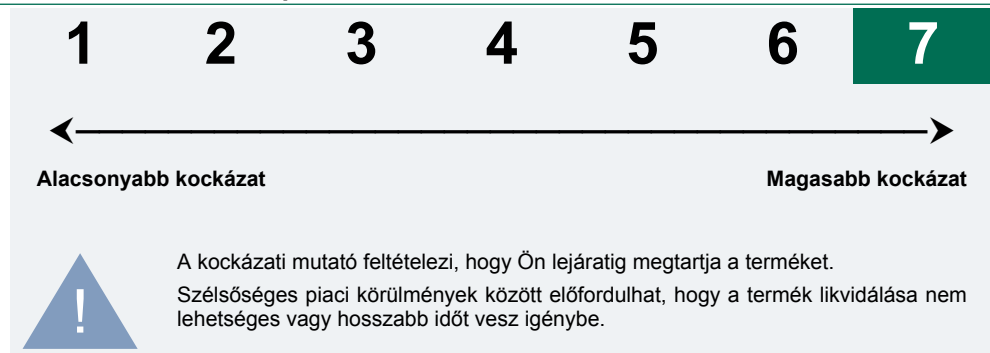 1 2 3 4 5 6 7
Alacsonyabb kockázat Magasabb kockázat
A kockázati mutató feltételezi, hogy Ön lejáratig megtartja a terméket.
Szélsőséges piaci körülmények között előfordulhat, hogy a termék likvidálása nem
lehetséges vagy hosszabb időt vesz igénybe.
!